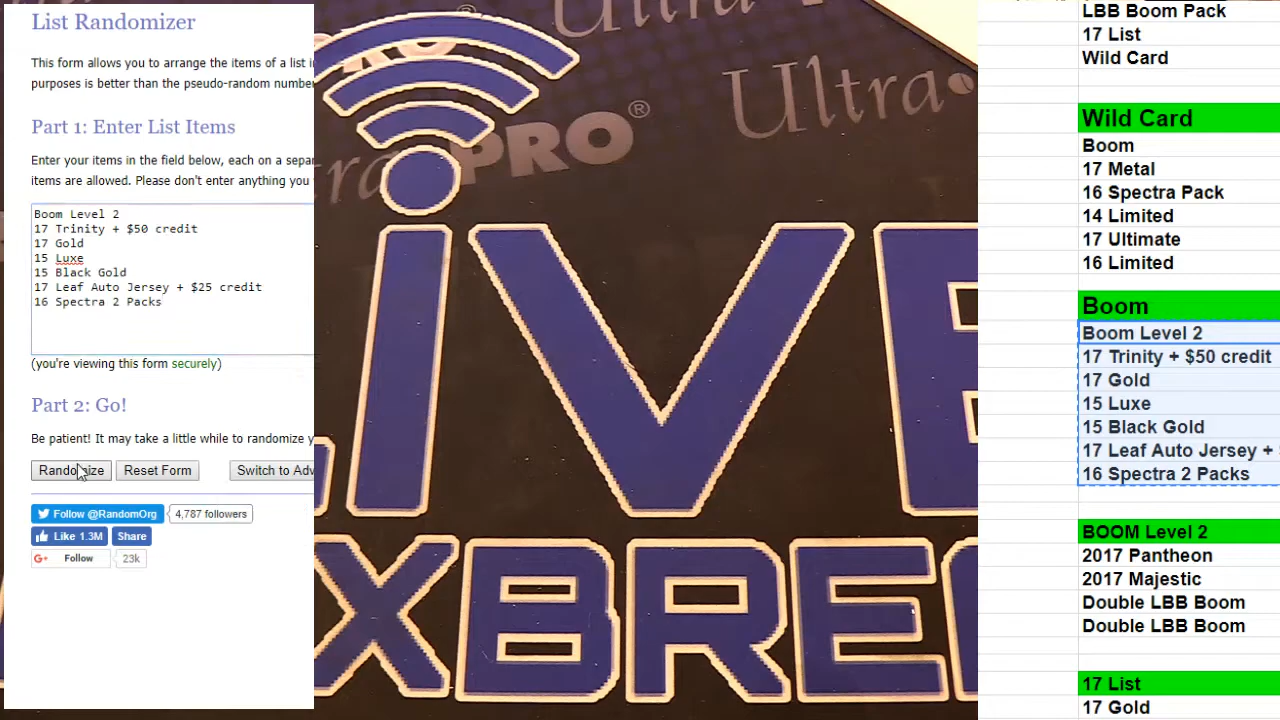 List Randomizer
This form allows you to arrange the items of a list i
purposes is better than the pseudo-random number
Part 1: Enter List Items
Enter your items in the field below, each on a sepa
items are allowed. Please don't enter anything you
Boom Level 2
17 Trinity + $50 credit
17 Gold
15 Luxe
15 Black Gold
17 Leaf Auto Jersey + $25 credit
16 Spectra 2 Packs
(you're viewing this form securely)
Part 2: Go!
Be patient! It may take a little while to randomize y
Randomize
Reset Form
Switch to Adv
Follow @RandomOrg
4,787 followers
Like 1.3M
Share
Follow
23k
Ultra
PRO®
Ultra
PRO®
iVE
XBRE
LBB Boom Pack
17 List
Wild Card
Wild Card
Boom
17 Metal
16 Spectra Pack
14 Limited
17 Ultimate
16 Limited
Boom
Boom Level 2
17 Trinity + $50 credit
17 Gold
15 Luxe
15 Black Gold
17 Leaf Auto Jersey +
16 Spectra 2 Packs
BOOM Level 2
2017 Pantheon
2017 Majestic
Double LBB Boom
Double LBB Boom
17 List
17 Gold